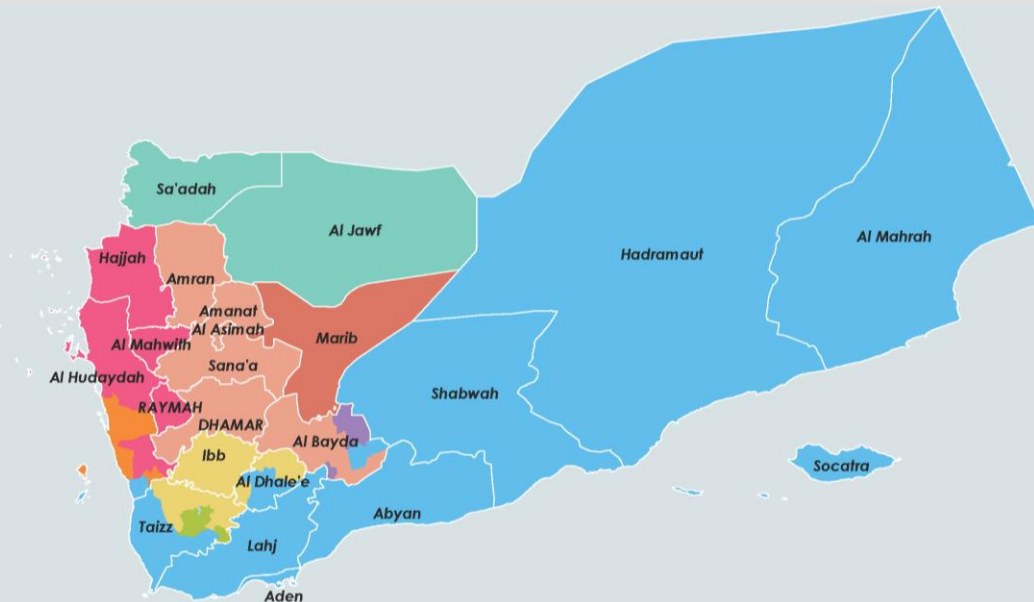 Sa'adah
Al Jawf
Hadramaut
Al Mahrah
Hajjah
Amran
Amanat
Al Asimah
Marib
Al Mahwith
Sana'a
Al Hudaydah
Shabwah
RAYMAH
DHAMAR
Al Bayda
Ibb
Al Dhale'e
Socatra
Abyan
Taizz
Lahj
Aden